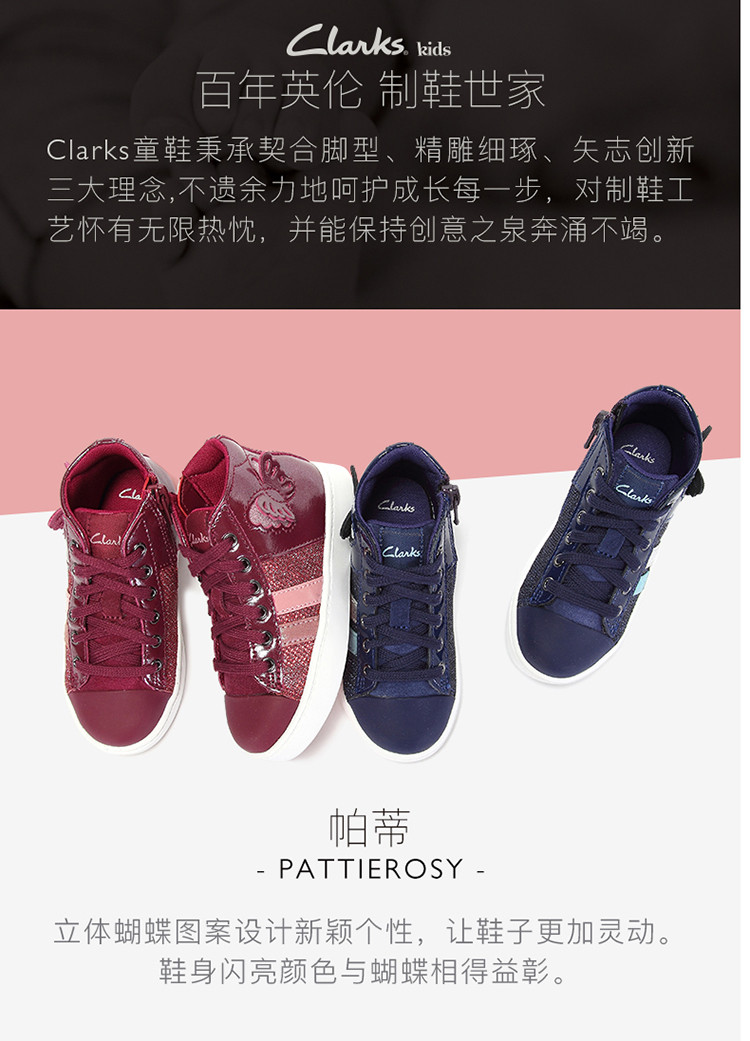 Clarks® kids
百年英伦 制鞋世家
Clarks童鞋秉承契合脚型、精雕细琢、矢志创新
三大理念,不遗余力地呵护成长每一步，对制鞋工
艺怀有无限热忱，并能保持创意之泉奔涌不竭。
Clarks
Clarks
Clarks
Clarks
帕蒂
- PATTIEROSY -
立体蝴蝶图案设计新颖个性，让鞋子更加灵动。
鞋身闪亮颜色与蝴蝶相得益彰。